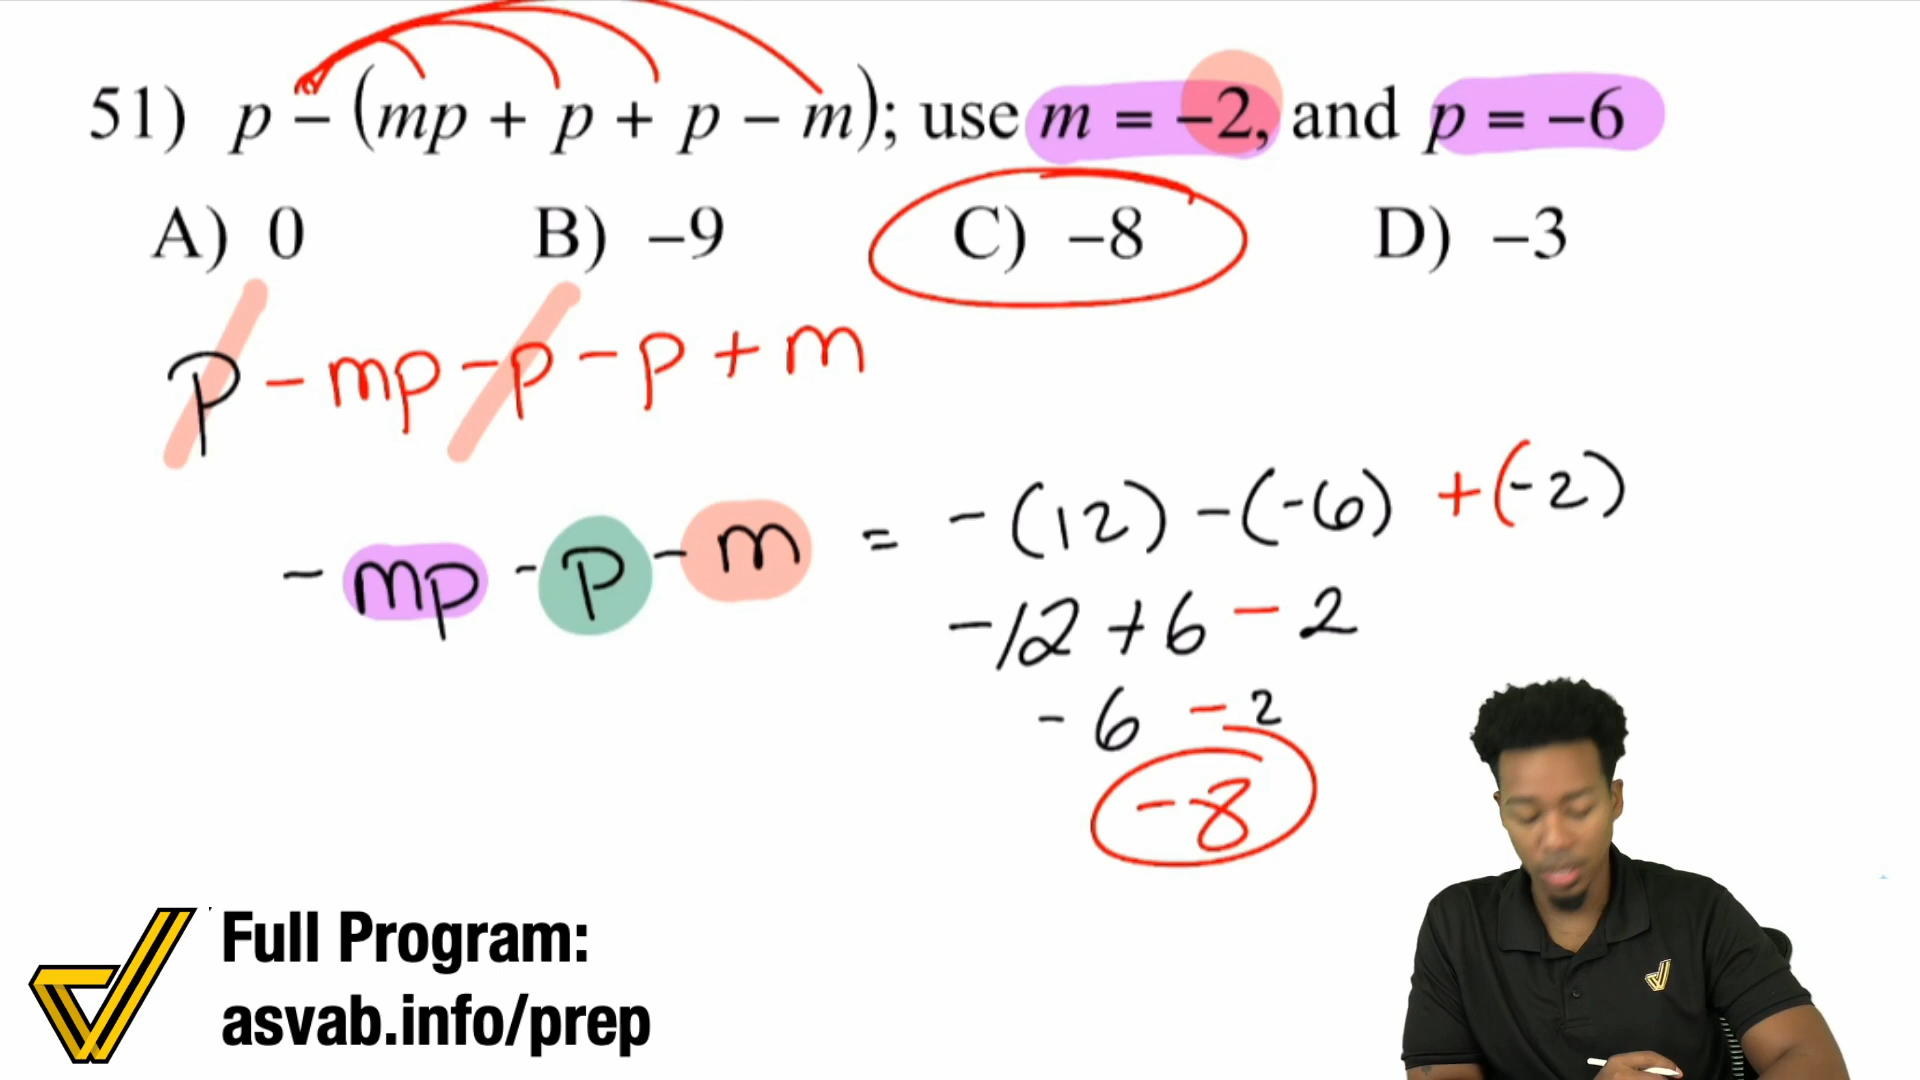 51) p − (mp + p + p − m); use m = −2, and p = −6
A) 0 B) −9 C) −8 D) −3
p − mp − p − p + m
− mp − p − m = − (12) − (−6) + (−2)
−12 + 6 − 2
− 6 − 2
−8
Full Program:
asvab.info/prep